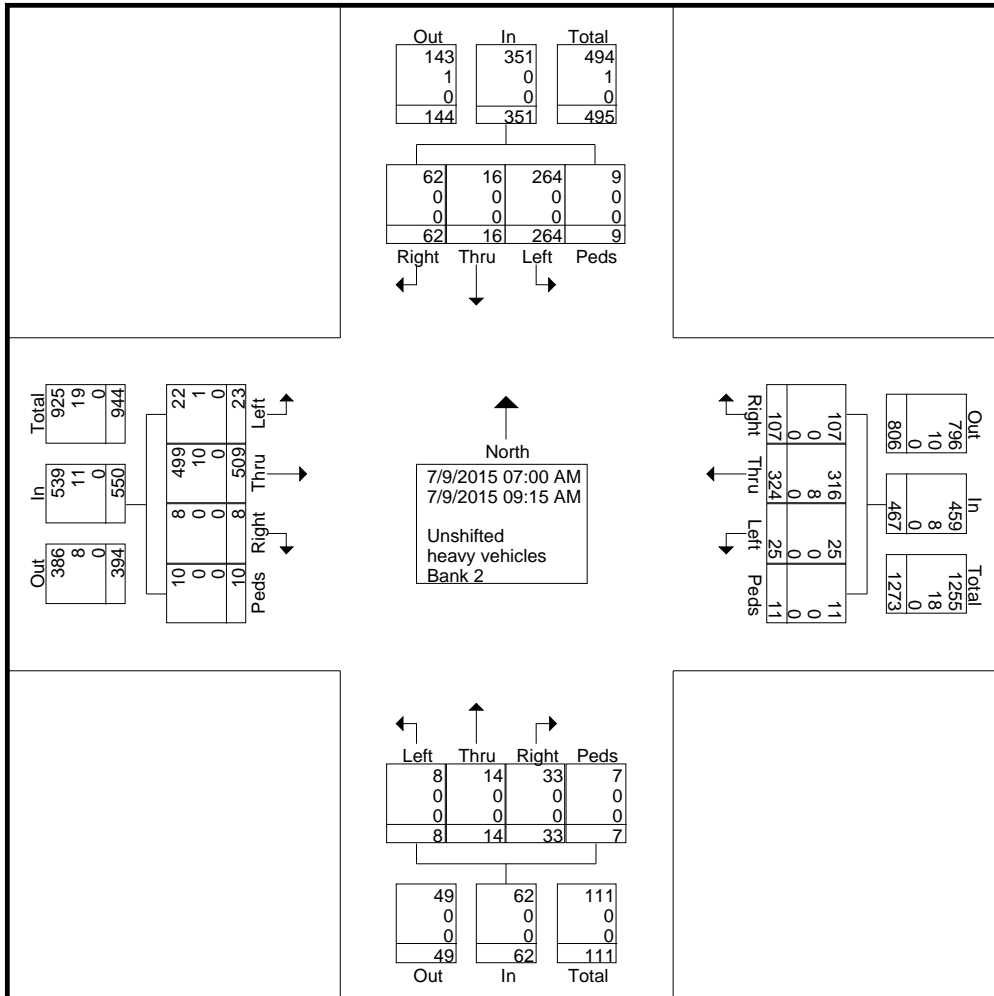 Out In Total
143 351 494
1 0 1
0 0 0
144 351 495
62 16 264 9
0 0 0 0
0 0 0 0
62 16 264 9
Right Thru Left Peds
Total
925
19
0
944
In
539
11
0
550
Out
386
8
0
394
22
1
0
23
Left
499
10
0
509
Thru
8
0
0
8
Right
10
0
0
10
Peds
North
7/9/2015 07:00 AM
7/9/2015 09:15 AM
Unshifted
heavy vehicles
Bank 2
Right
107
0
0
107
Thru
324
0
8
316
Left
25
0
0
25
Peds
11
0
0
11
Out
796
10
0
806
In
459
8
0
467
Total
1255
18
0
1273
Left Thru Right Peds
8 14 33 7
0 0 0 0
0 0 0 0
8 14 33 7
49 62 111
0 0 0
0 0 0
49 62 111
Out In Total